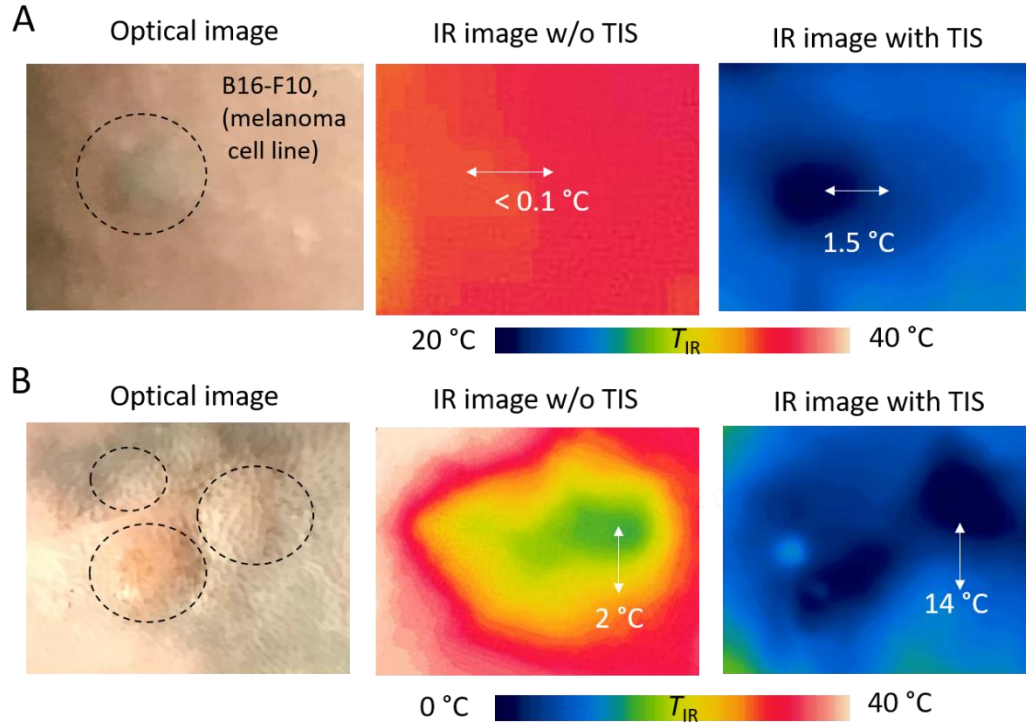 A
Optical image
IR image w/o TIS
IR image with TIS
B16-F10,
(melanoma
cell line)
< 0.1 °C
1.5 °C
20 °C
T_IR
40 °C
B
Optical image
IR image w/o TIS
IR image with TIS
2 °C
14 °C
0 °C
T_IR
40 °C